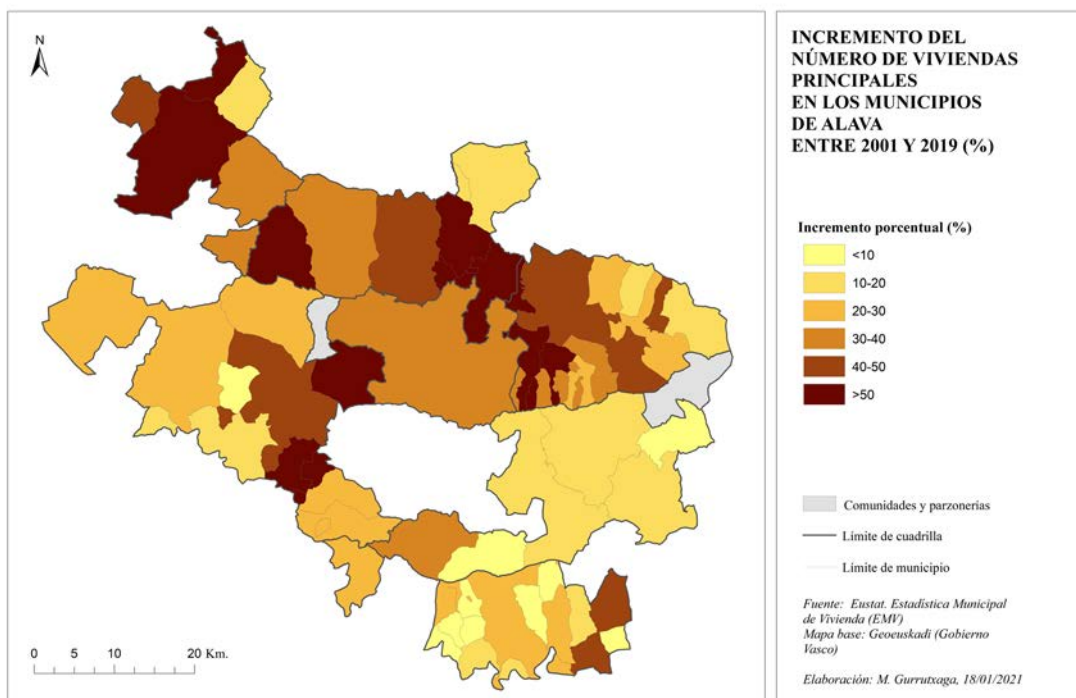 N
INCREMENTO DEL
NÚMERO DE VIVIENDAS
PRINCIPALES
EN LOS MUNICIPIOS
DE ALAVA
ENTRE 2001 Y 2019 (%)
Incremento porcentual (%)
<10
10-20
20-30
30-40
40-50
>50
Comunidades y parzonerías
Límite de cuadrilla
Límite de municipio
Fuente: Eustat. Estadística Municipal
de Vivienda (EMV)
Mapa base: Geoeuskadi (Gobierno
Vasco)
Elaboración: M. Gurrutxaga, 18/01/2021
0 5 10 20 Km.